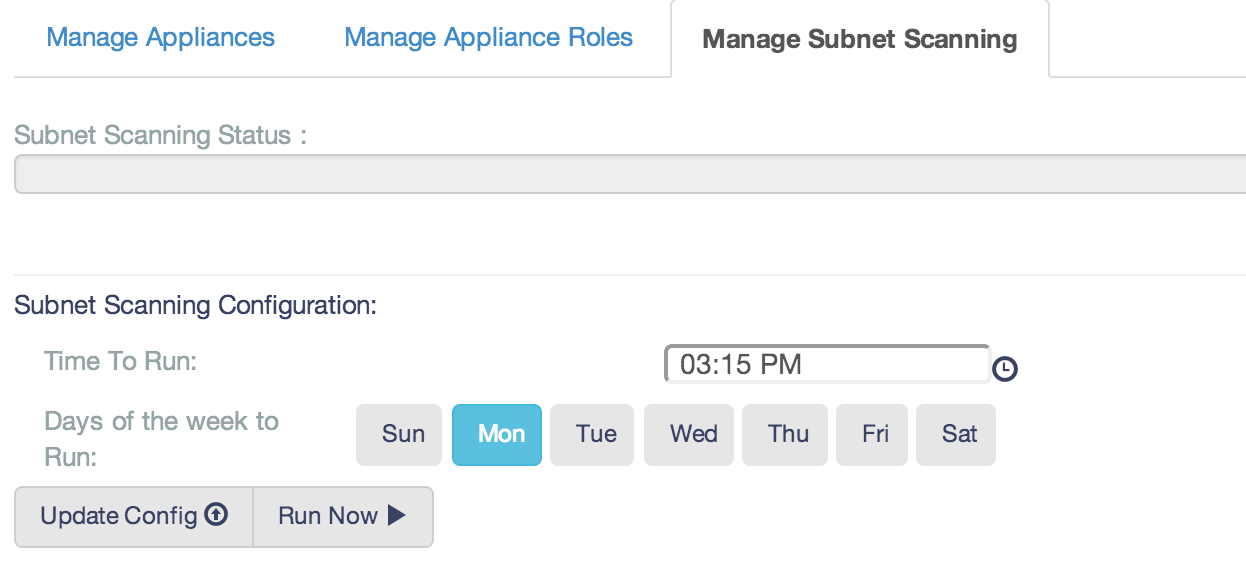 Manage Appliances Manage Appliance Roles Manage Subnet Scanning
Subnet Scanning Status :
Subnet Scanning Configuration:
Time To Run: 03:15 PM
Days of the week to
Run:
Sun Mon Tue Wed Thu Fri Sat
Update Config Run Now